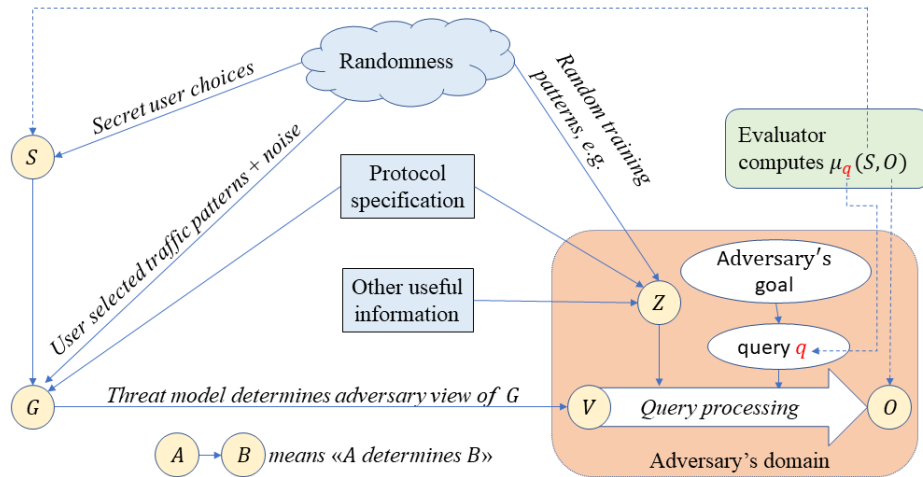 Randomness
Secret user choices
Random training
patterns, e.g.
User selected traffic patterns + noise
S
Evaluator
computes μq(S,O)
Protocol
specification
Adversary's
goal
Other useful
information
Z
query q
G
Threat model determines adversary view of G
V
Query processing
O
A
B
means «A determines B»
Adversary's domain